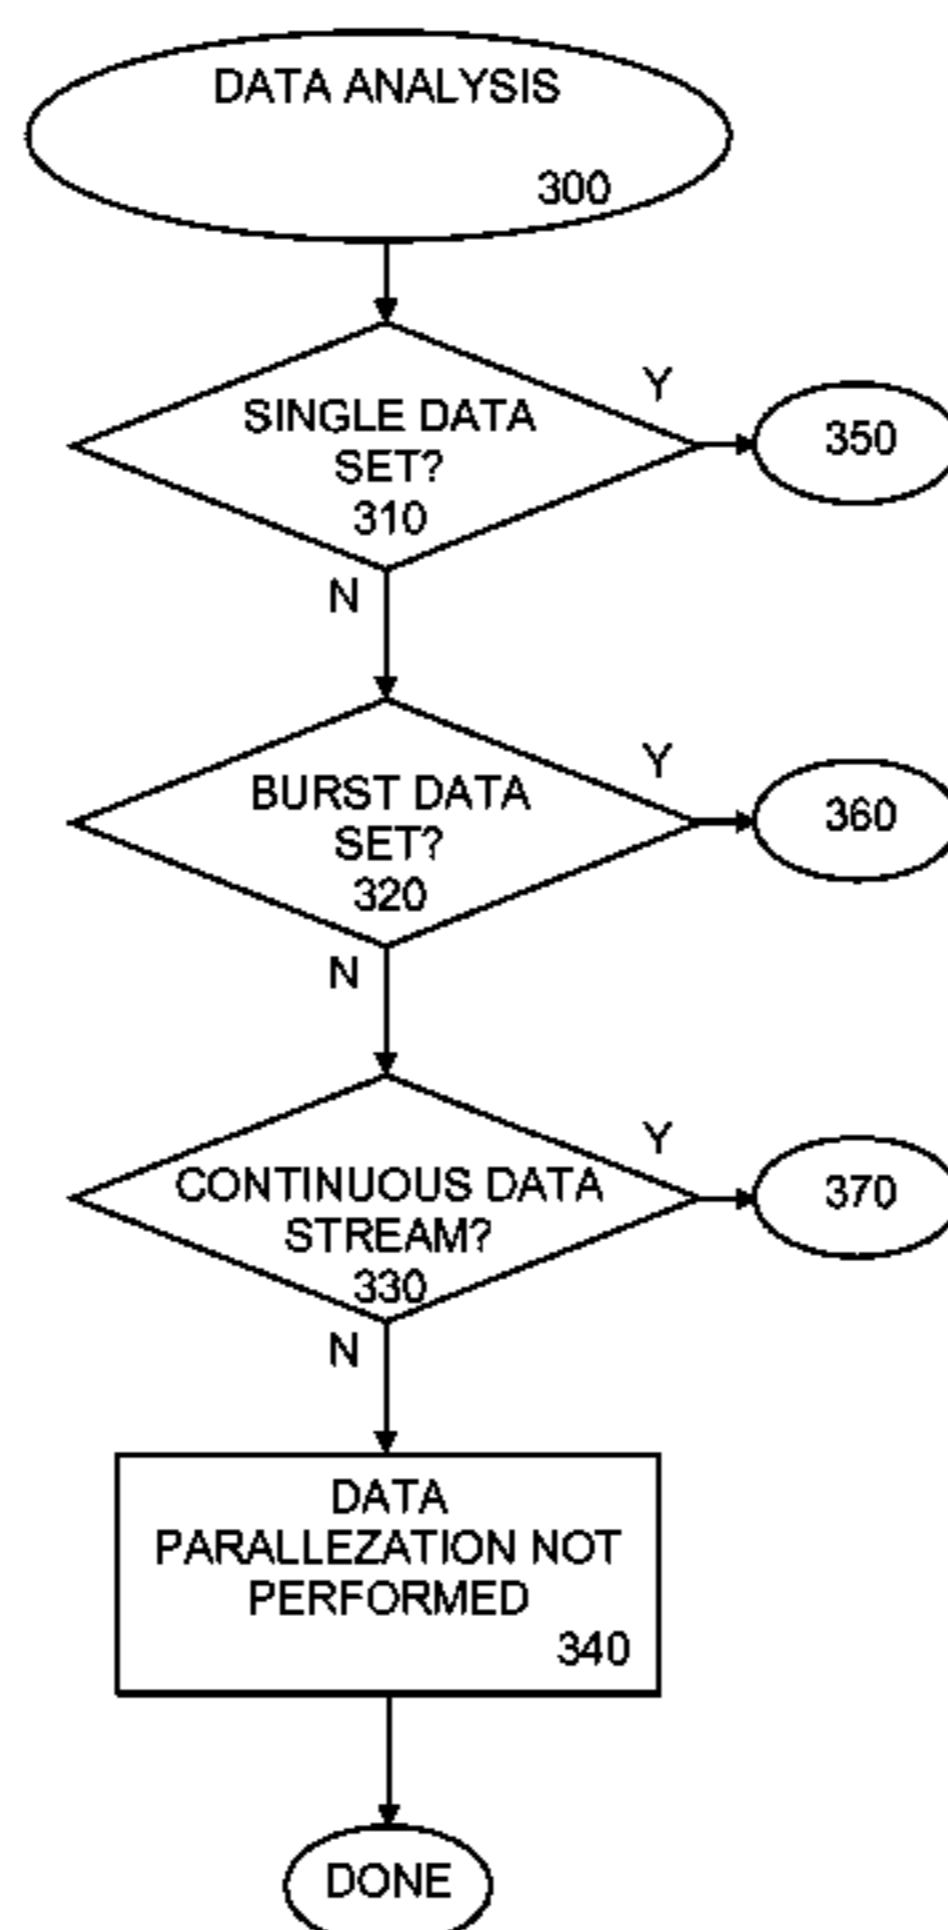 DATA ANALYSIS
300
SINGLE DATA
SET?
310
Y
350
N
BURST DATA
SET?
320
Y
360
N
CONTINUOUS DATA
STREAM?
330
Y
370
N
DATA
PARALLEZATION NOT
PERFORMED
340
DONE